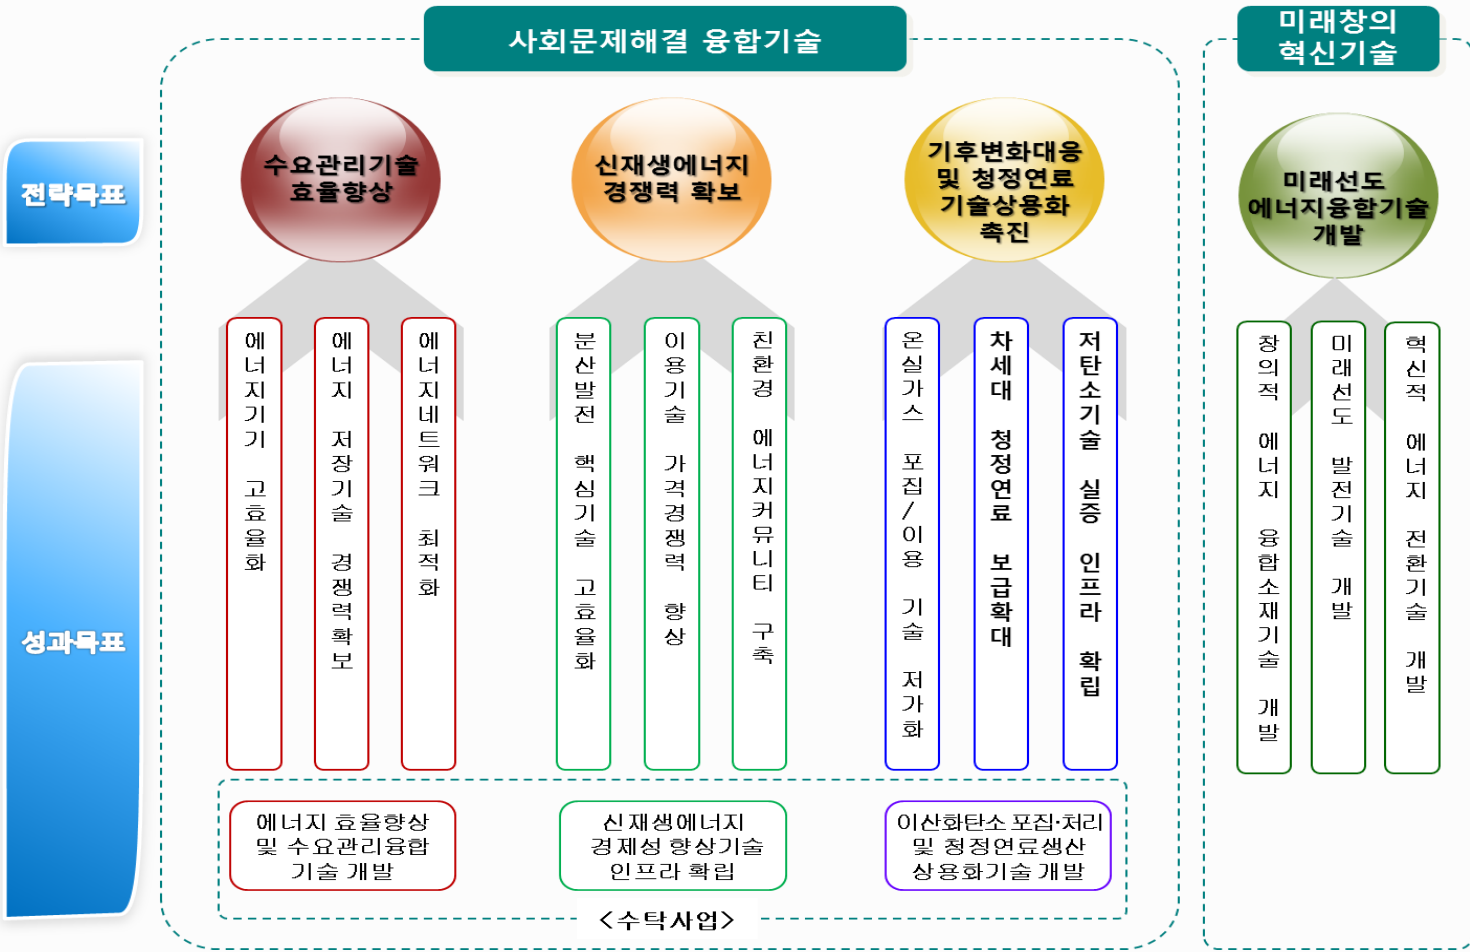 사회문제해결 융합기술
미래창의
혁신기술
전략목표
수요관리기술
효율향상
신재생에너지
경쟁력 확보
기후변화대응
및 청정연료
기술상용화
촉진
미래선도
에너지융합기술
개발
성과목표
에너지기기 고효율화
에너지 저장기술 경쟁력확보
에너지네트워크 최적화
분산발전 핵심기술 고효율화
이용기술 가격경쟁력 향상
친환경 에너지커뮤니티 구축
온실가스 포집/이용 기술 저가화
차세대 청정연료 보급확대
저탄소기술 실증 인프라 확립
창의적 에너지 융합소재기술 개발
미래선도 발전기술 개발
혁신적 에너지 전환기술 개발
에너지 효율향상
및 수요관리융합
기술 개발
신재생에너지
경제성 향상기술
인프라 확립
이산화탄소 포집·처리
및 청정연료생산
상용화기술 개발
<수탁사업>